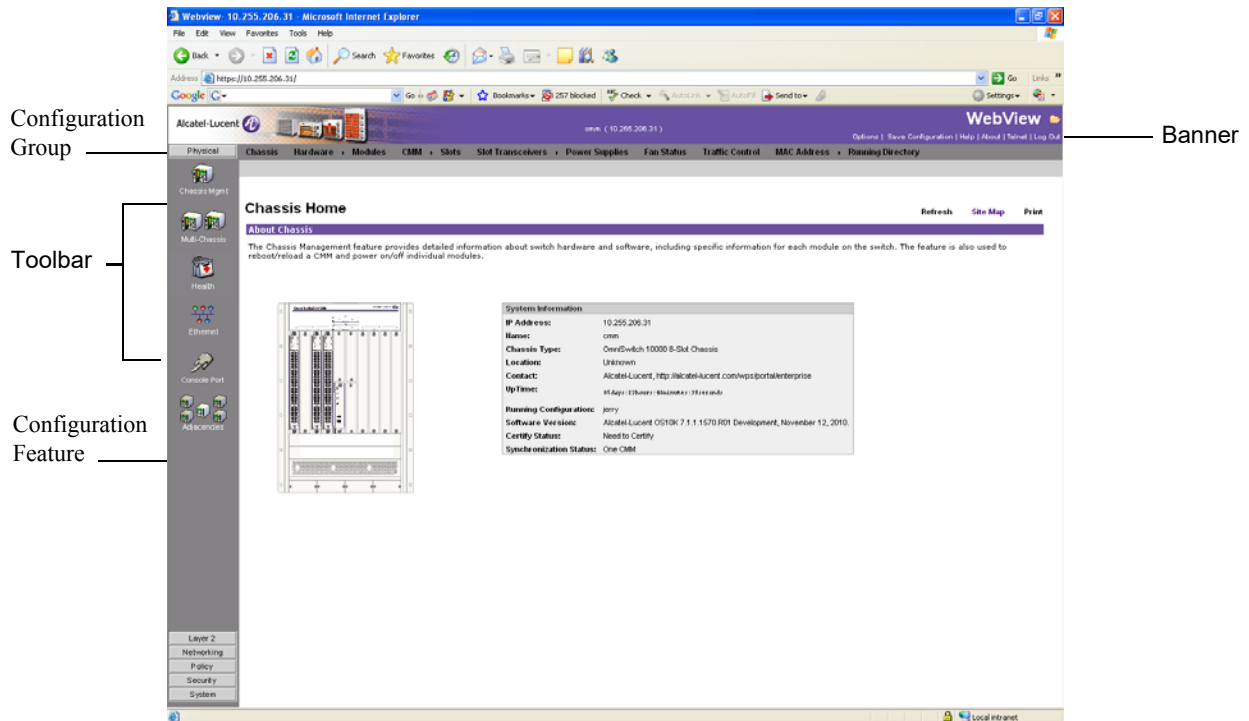 Webview- 10.255.206.31 - Microsoft Internet Explorer
File Edit View Favorites Tools Help
Back Search Favorites
Address https://10.255.206.31/ Go Links »
Google G Go Bookmarks 257 blocked Check AutoLink AutoFill Send to Settings
Configuration
Group
Alcatel-Lucent
cmm ( 10.255.206.31 )
WebView
Options | Save Configuration | Help | About | Telnet | Log Out
Banner
Physical Chassis Hardware Modules CMM Slots Slot Transceivers Power Supplies Fan Status Traffic Control MAC Address Running Directory
Chassis Mgmt
Chassis Home
Refresh Site Map Print
Multi-Chassis
About Chassis
The Chassis Management feature provides detailed information about switch hardware and software, including specific information for each module on the switch. The feature is also used to
reboot/reload a CMM and power on/off individual modules.
Toolbar
Health
Ethernet
Console Port
Adjacencies
Configuration
Feature
System Information
IP Address: 10.255.206.31
Name: cmm
Chassis Type: OmniSwitch 10000 8-Slot Chassis
Location: Unknown
Contact: Alcatel-Lucent, http://alcatel-lucent.com/wps/portal/enterprise
UpTime:
Running Configuration: jerry
Software Version: Alcatel-Lucent OS10K 7.1.1.1570.R01 Development, November 12, 2010.
Certify Status: Need to Certify
Synchronization Status: One CMM
Layer 2
Networking
Policy
Security
System
Local intranet